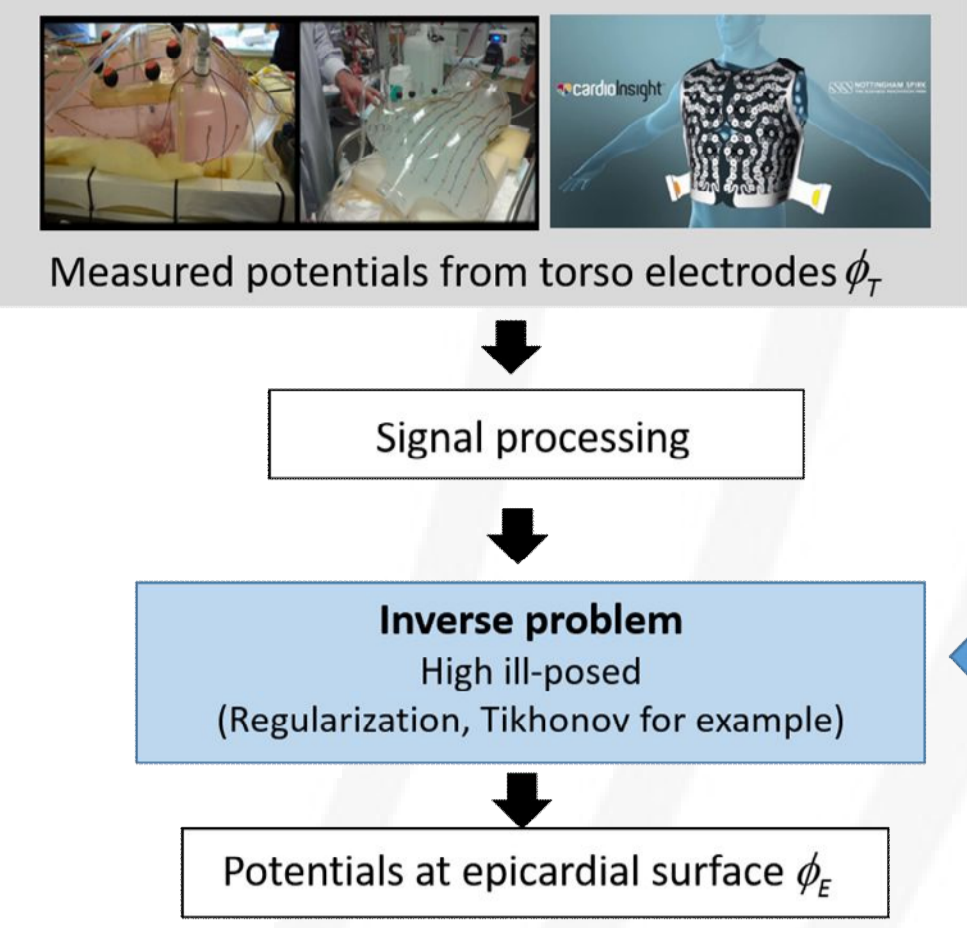 cardioInsight
NOTTINGHAM SPIRK
Measured potentials from torso electrodes ϕT
Signal processing
Inverse problem
High ill-posed
(Regularization, Tikhonov for example)
Potentials at epicardial surface ϕE